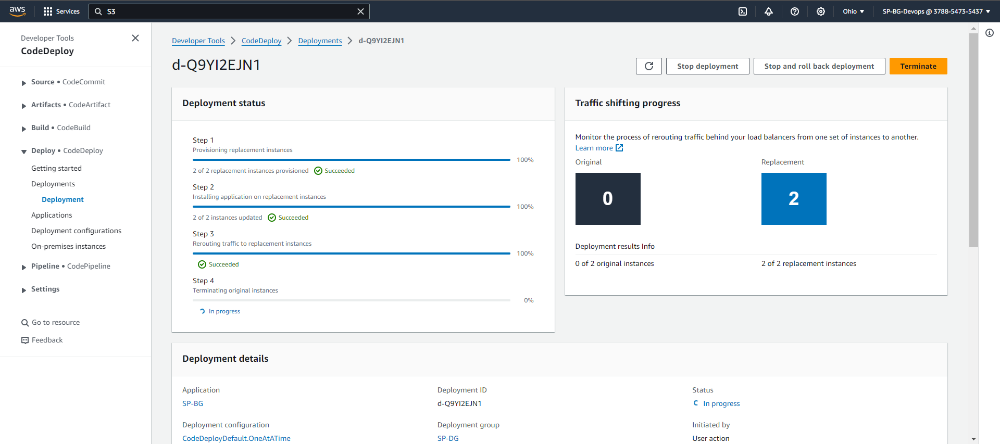 aws Services S3 Ohio SP-BG-Devops @ 3788-5473-5437
Developer Tools
CodeDeploy
Source • CodeCommit
Artifacts • CodeArtifact
Build • CodeBuild
Deploy • CodeDeploy
Getting started
Deployments
Deployment
Applications
Deployment configurations
On-premises instances
Pipeline • CodePipeline
Settings
Go to resource
Feedback
Developer Tools > CodeDeploy > Deployments > d-Q9YI2EJN1
d-Q9YI2EJN1
Stop deployment Stop and roll back deployment Terminate
Deployment status
Step 1
Provisioning replacement instances
100%
2 of 2 replacement instances provisioned Succeeded
Step 2
Installing application on replacement instances
100%
2 of 2 instances updated Succeeded
Step 3
Rerouting traffic to replacement instances
100%
Succeeded
Step 4
Terminating original instances
0%
In progress
Traffic shifting progress
Monitor the process of rerouting traffic behind your load balancers from one set of instances to another.
Learn more
Original Replacement
0 2
Deployment results Info
0 of 2 original instances 2 of 2 replacement instances
Deployment details
Application Deployment ID Status
SP-BG d-Q9YI2EJN1 In progress
Deployment configuration Deployment group Initiated by
CodeDeployDefault.OneAtATime SP-DG User action